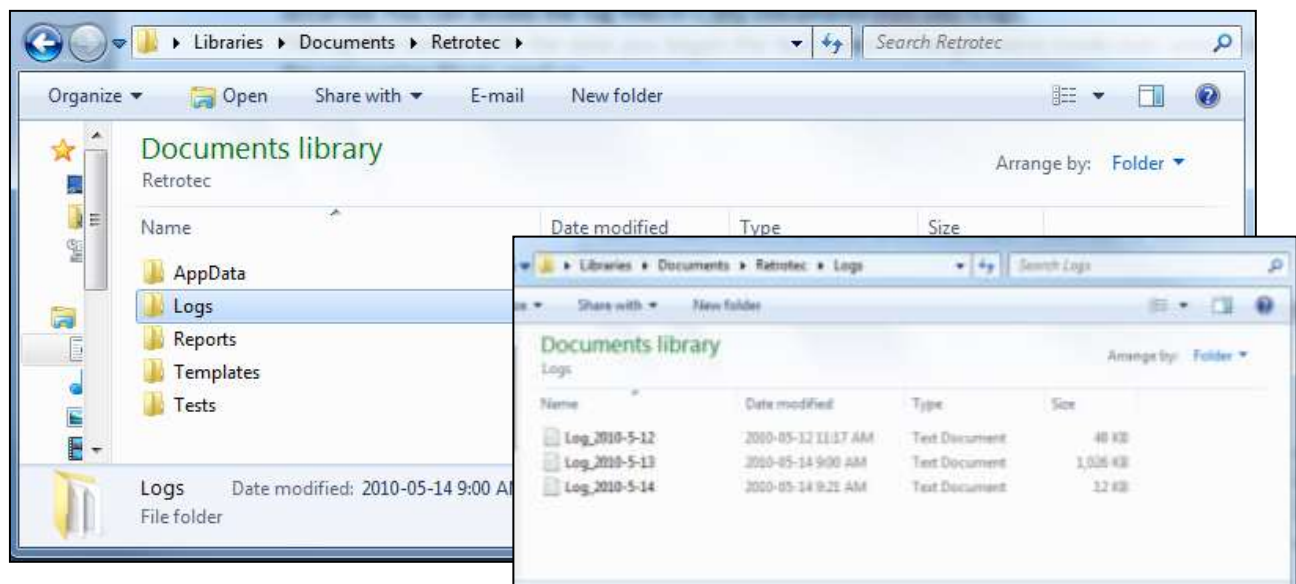 Libraries Documents Retrotec
Search Retrotec
Organize Open Share with E-mail New folder
Documents library
Retrotec
Arrange by: Folder
Name Date modified Type Size
AppData
Logs
Reports
Templates
Tests
Logs Date modified: 2010-05-14 9:00 AM
File folder
Libraries Documents Retrotec Logs
Search Logs
Share with New folder
Documents library
Logs
Arrange by: Folder
Name Date modified Type Size
Log_2010-5-12 2010-05-12 11:17 AM Text Document 48 KB
Log_2010-5-13 2010-05-14 9:00 AM Text Document 1,026 KB
Log_2010-5-14 2010-05-14 9:21 AM Text Document 12 KB